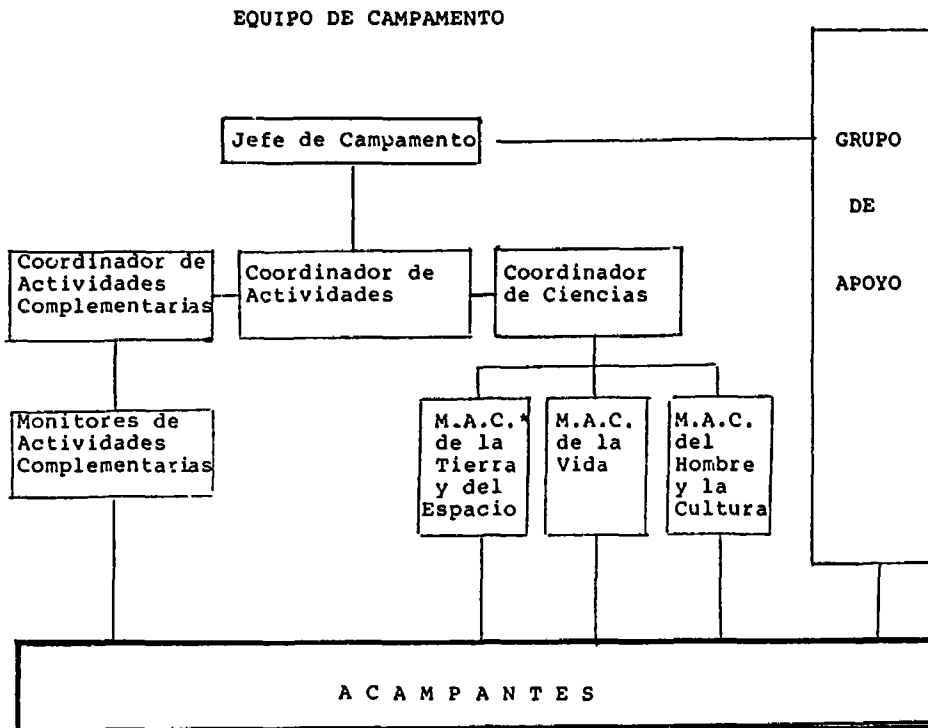 EQUIPO DE CAMPAMENTO
Jefe de Campamento
GRUPO
DE
APOYO
Coordinador de
Actividades
Complementarias
Coordinador de
Actividades
Coordinador
de Ciencias
Monitores de
Actividades
Complementarias
M.A.C.*
de la
Tierra
y del
Espacio
M.A.C.
de la
Vida
M.A.C.
del
Hombre
y la
Cultura
A C A M P A N T E S